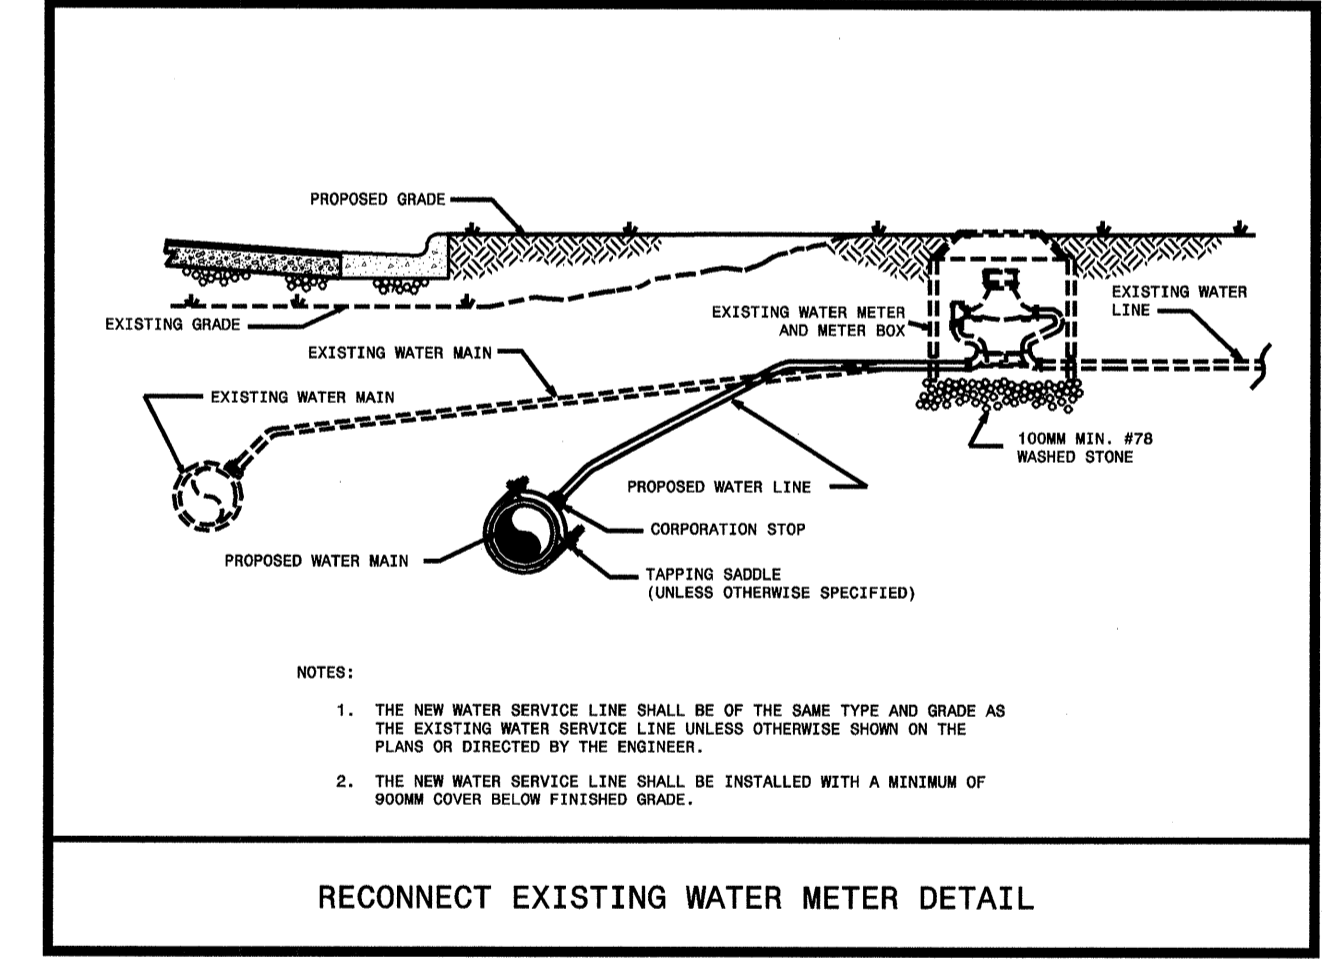 PROPOSED GRADE
EXISTING GRADE
EXISTING WATER METER
AND METER BOX
EXISTING WATER
LINE
EXISTING WATER MAIN
EXISTING WATER MAIN
100MM MIN. #78
WASHED STONE
PROPOSED WATER LINE
CORPORATION STOP
PROPOSED WATER MAIN
TAPPING SADDLE
(UNLESS OTHERWISE SPECIFIED)
NOTES:
1. THE NEW WATER SERVICE LINE SHALL BE OF THE SAME TYPE AND GRADE AS
THE EXISTING WATER SERVICE LINE UNLESS OTHERWISE SHOWN ON THE
PLANS OR DIRECTED BY THE ENGINEER.
2. THE NEW WATER SERVICE LINE SHALL BE INSTALLED WITH A MINIMUM OF
900MM COVER BELOW FINISHED GRADE.
RECONNECT EXISTING WATER METER DETAIL